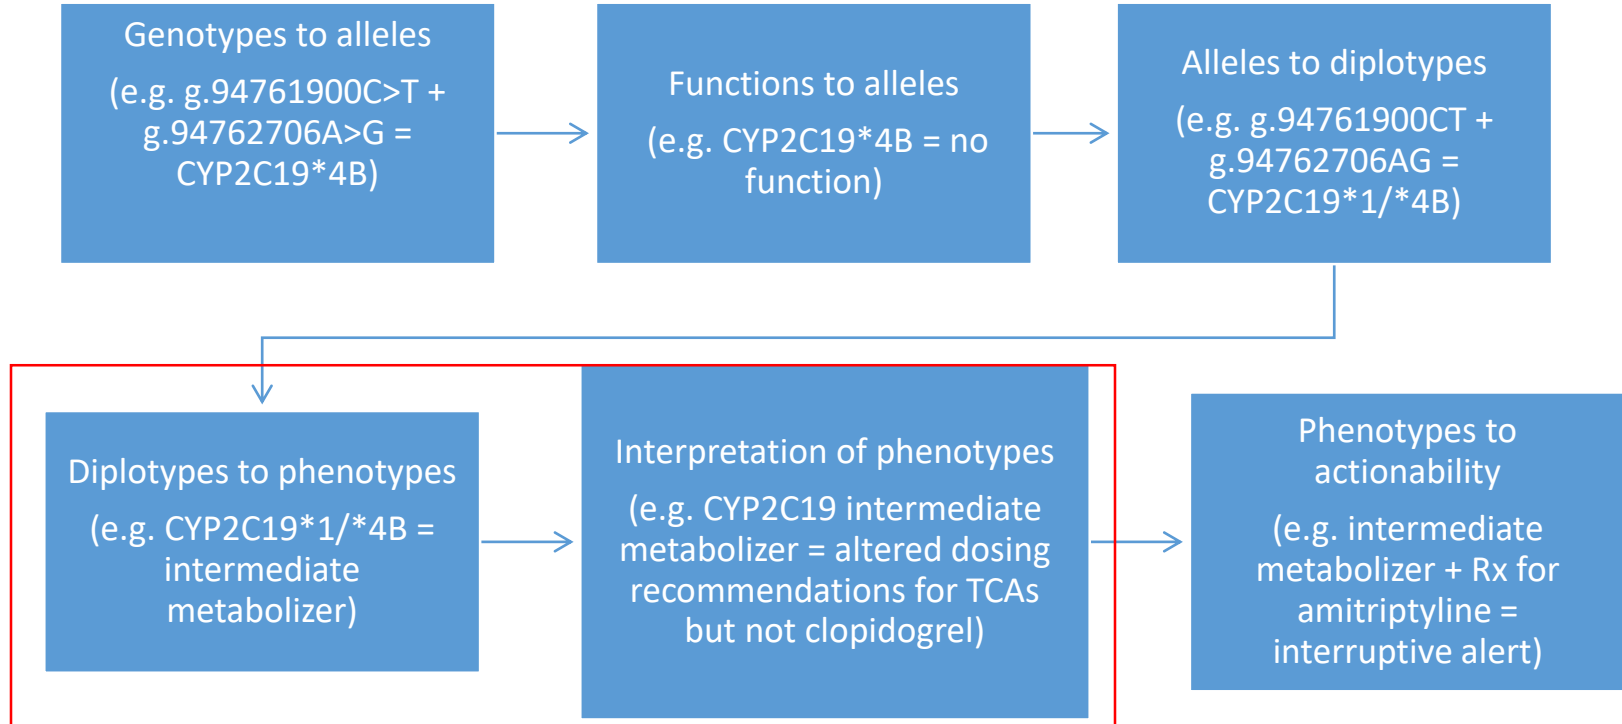 Genotypes to alleles
(e.g. g.94761900C>T +
g.94762706A>G =
CYP2C19*4B)
Functions to alleles
(e.g. CYP2C19*4B = no
function)
Alleles to diplotypes
(e.g. g.94761900CT +
g.94762706AG =
CYP2C19*1/*4B)
Diplotypes to phenotypes
(e.g. CYP2C19*1/*4B =
intermediate
metabolizer)
Interpretation of phenotypes
(e.g. CYP2C19 intermediate
metabolizer = altered dosing
recommendations for TCAs
but not clopidogrel)
Phenotypes to
actionability
(e.g. intermediate
metabolizer + Rx for
amitriptyline =
interruptive alert)